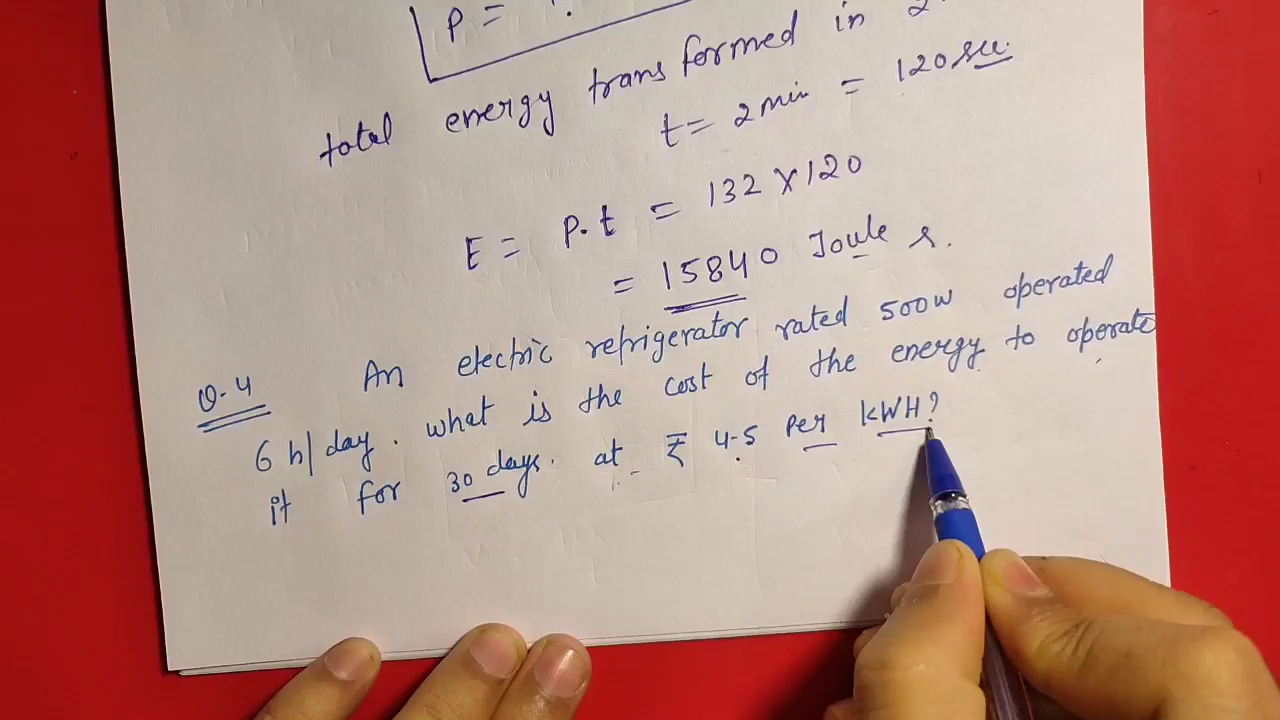 P = ?
total energy transformed in 2
t = 2 min = 120 sec.
E = P. t = 132 X 120
= 15840 Joule s.
Q.4 An electric refrigerator rated 500W operated
6 h/day. what is the cost of the energy to operate
it for 30 days. at ₹ 4.5 Per kWH?